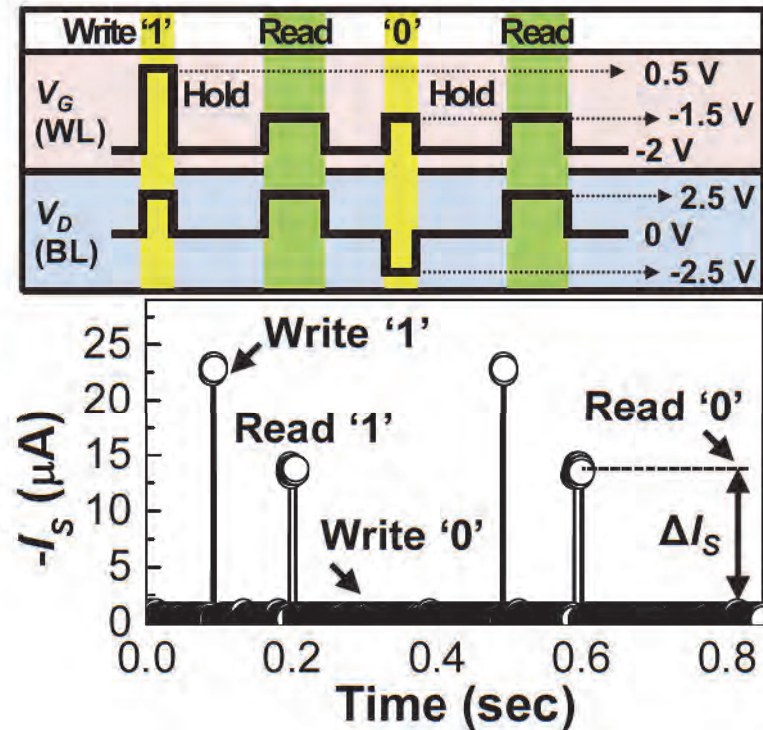 Write ‘1’ Read ‘0’ Read
V_G (WL) Hold Hold 0.5 V
-1.5 V
-2 V
V_D (BL) 2.5 V
0 V
-2.5 V
25
20
15
10
5
0
-I_S (μA)
Write ‘1’
Read ‘1’
Read ‘0’
Write ‘0’
ΔI_S
0.0 0.2 0.4 0.6 0.8
Time (sec)